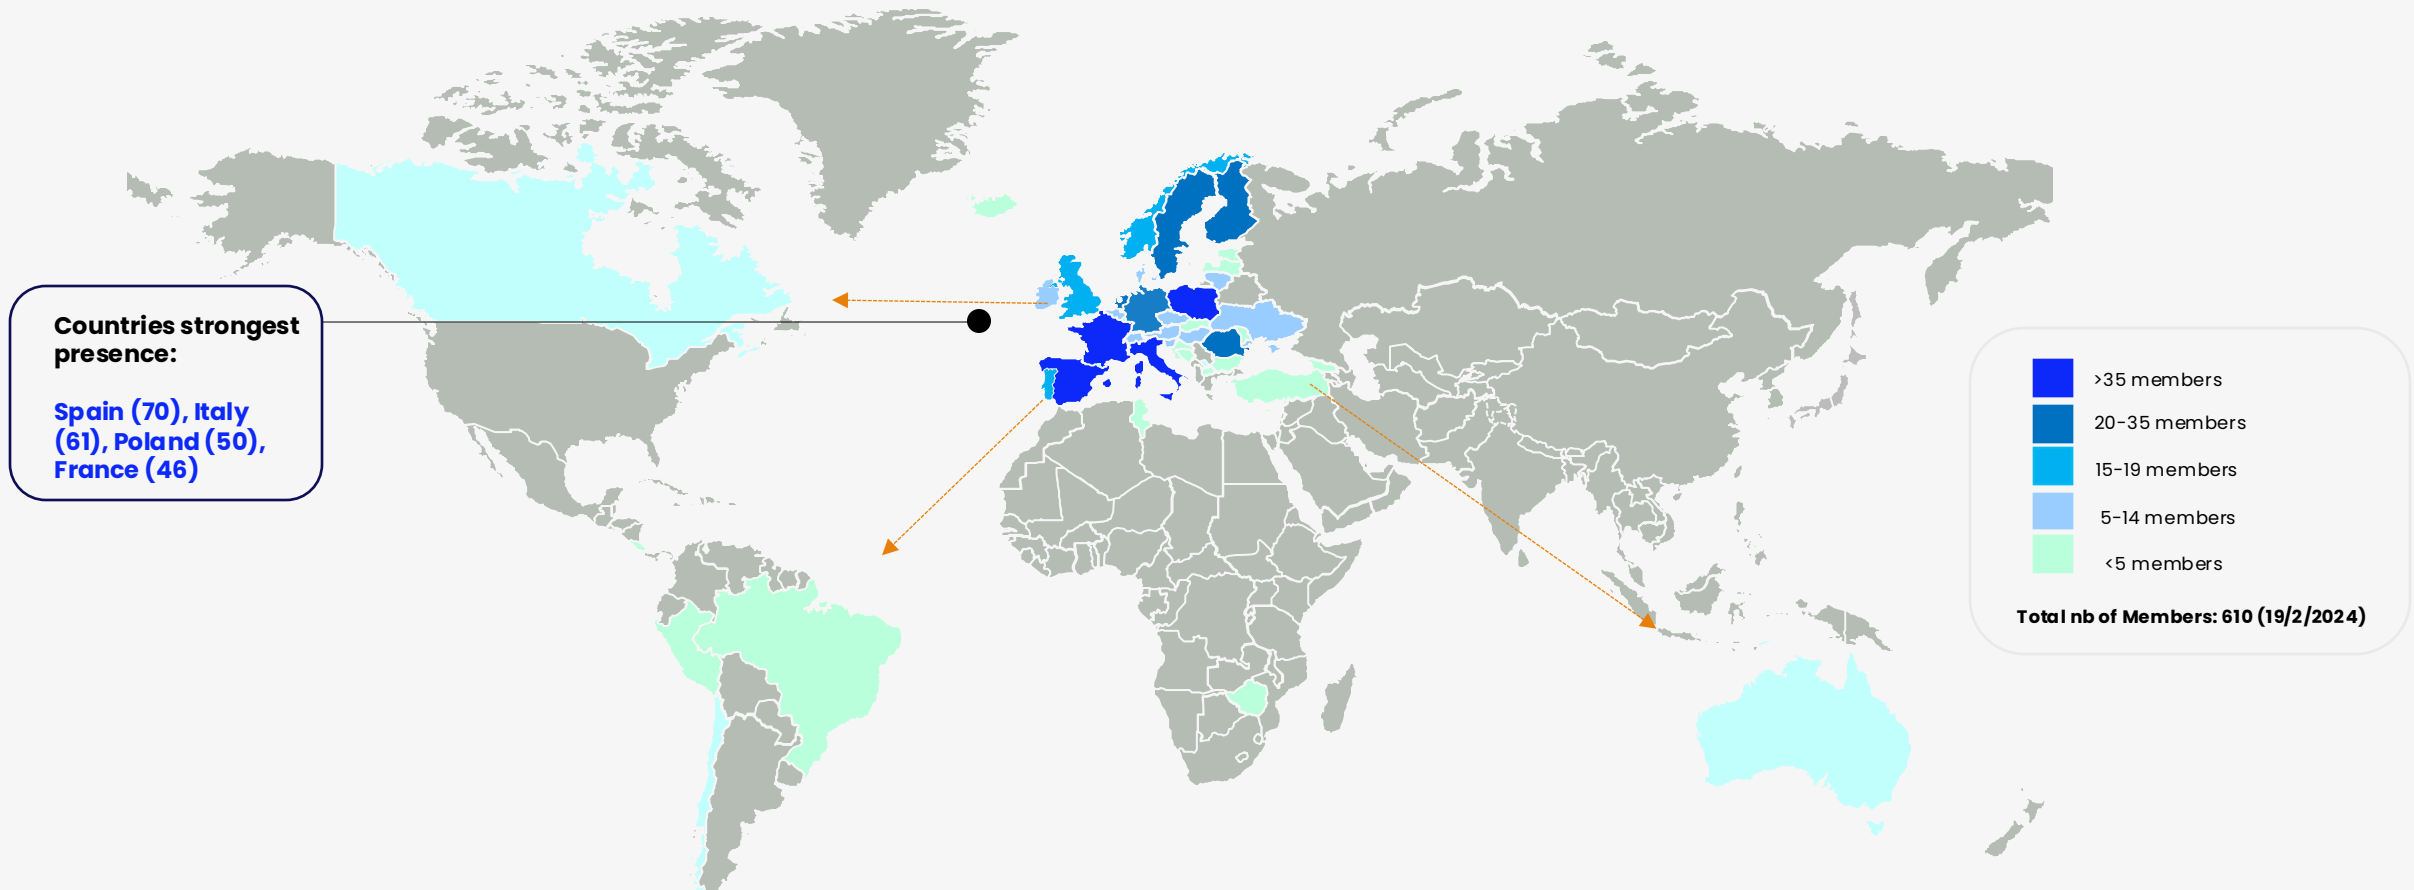 Countries strongest
presence:
Spain (70), Italy
(61), Poland (50),
France (46)
>35 members
20-35 members
15-19 members
5-14 members
<5 members
Total nb of Members: 610 (19/2/2024)